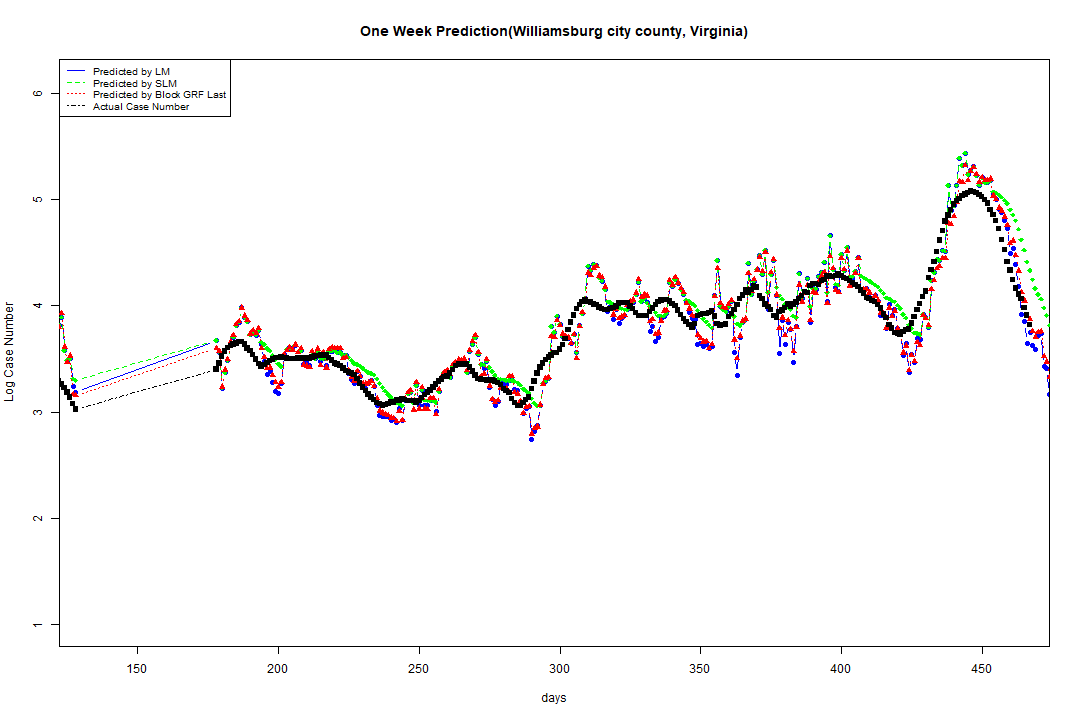 One Week Prediction(Williamsburg city county, Virginia)
Predicted by LM
Predicted by SLM
Predicted by Block GRF Last
Actual Case Number
Log Case Number
6
5
4
3
2
1
150 200 250 300 350 400 450
days